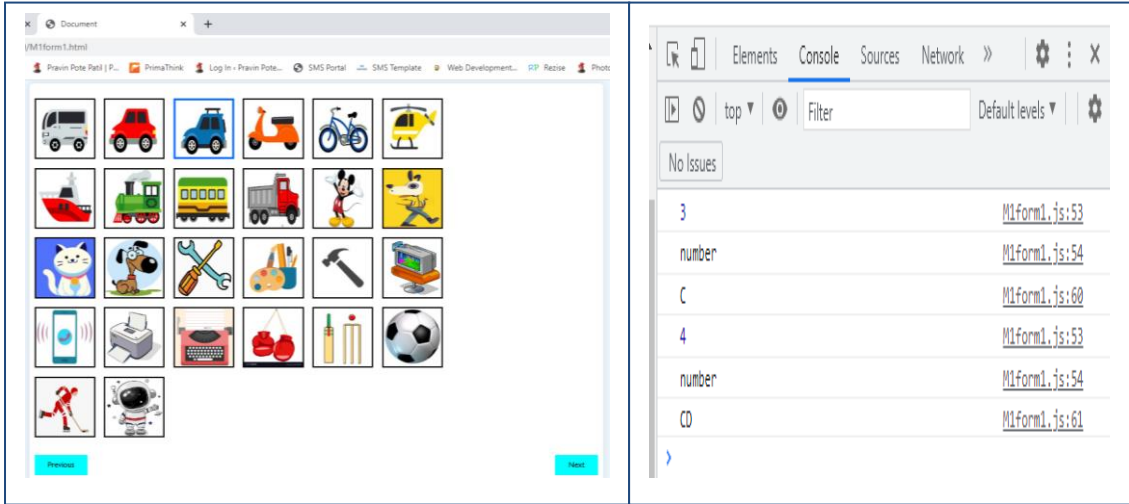 Document × +
/M1form1.html
Pravin Pote Patil | P... PrimaThink Log In ‹ Pravin Pote... SMS Portal SMS Template Web Development... RP Rezise Photo
Previous Next
Elements Console Sources Network »
top ▼ Filter Default levels ▼
No Issues
3 M1form1.js:53
number M1form1.js:54
C M1form1.js:60
4 M1form1.js:53
number M1form1.js:54
CD M1form1.js:61